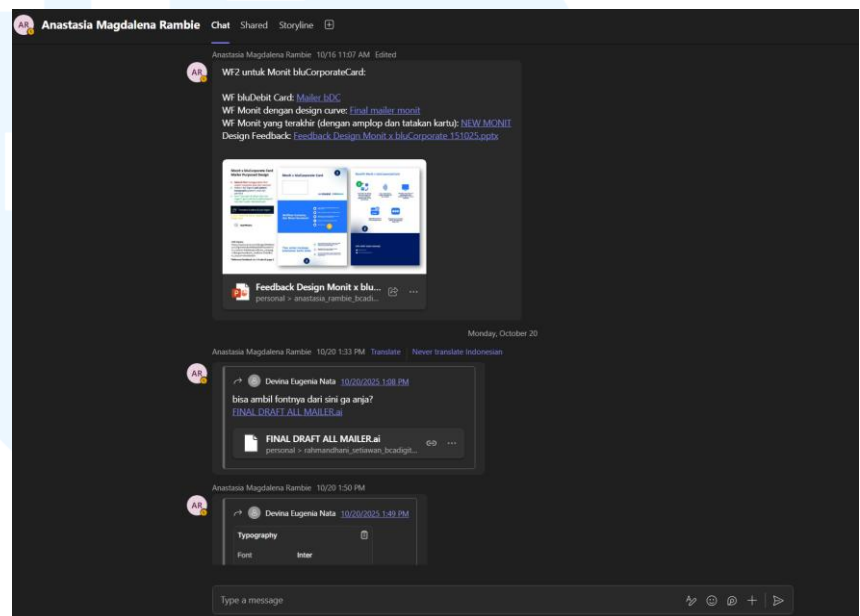 AR
Anastasia Magdalena Rambie Chat Shared Storyline
Anastasia Magdalena Rambie 10/16 11:07 AM Edited
AR
WF2 untuk Monit bluCorporateCard:
WF bluDebit Card: Mailer bDC
WF Monit dengan design curve: Final mailer monit
WF Monit yang terakhir (dengan amplop dan tatakan kartu): NEW MONIT
Design Feedback: Feedback Design Monit x bluCorporate 151025.pptx
Feedback Design Monit x blu...
personal > anastasia_rambie_bcadi...
Monday, October 20
Anastasia Magdalena Rambie 10/20 1:33 PM Translate Never translate Indonesian
AR
Devina Eugenia Nata 10/20/2025 1:08 PM
bisa ambil fontnya dari sini ga anja?
FINAL DRAFT ALL MAILER.ai
FINAL DRAFT ALL MAILER.ai
personal > rahmandhani_setiawan_bcadigit...
Anastasia Magdalena Rambie 10/20 1:50 PM
AR
Devina Eugenia Nata 10/20/2025 1:49 PM
Typography
Font Inter
Type a message